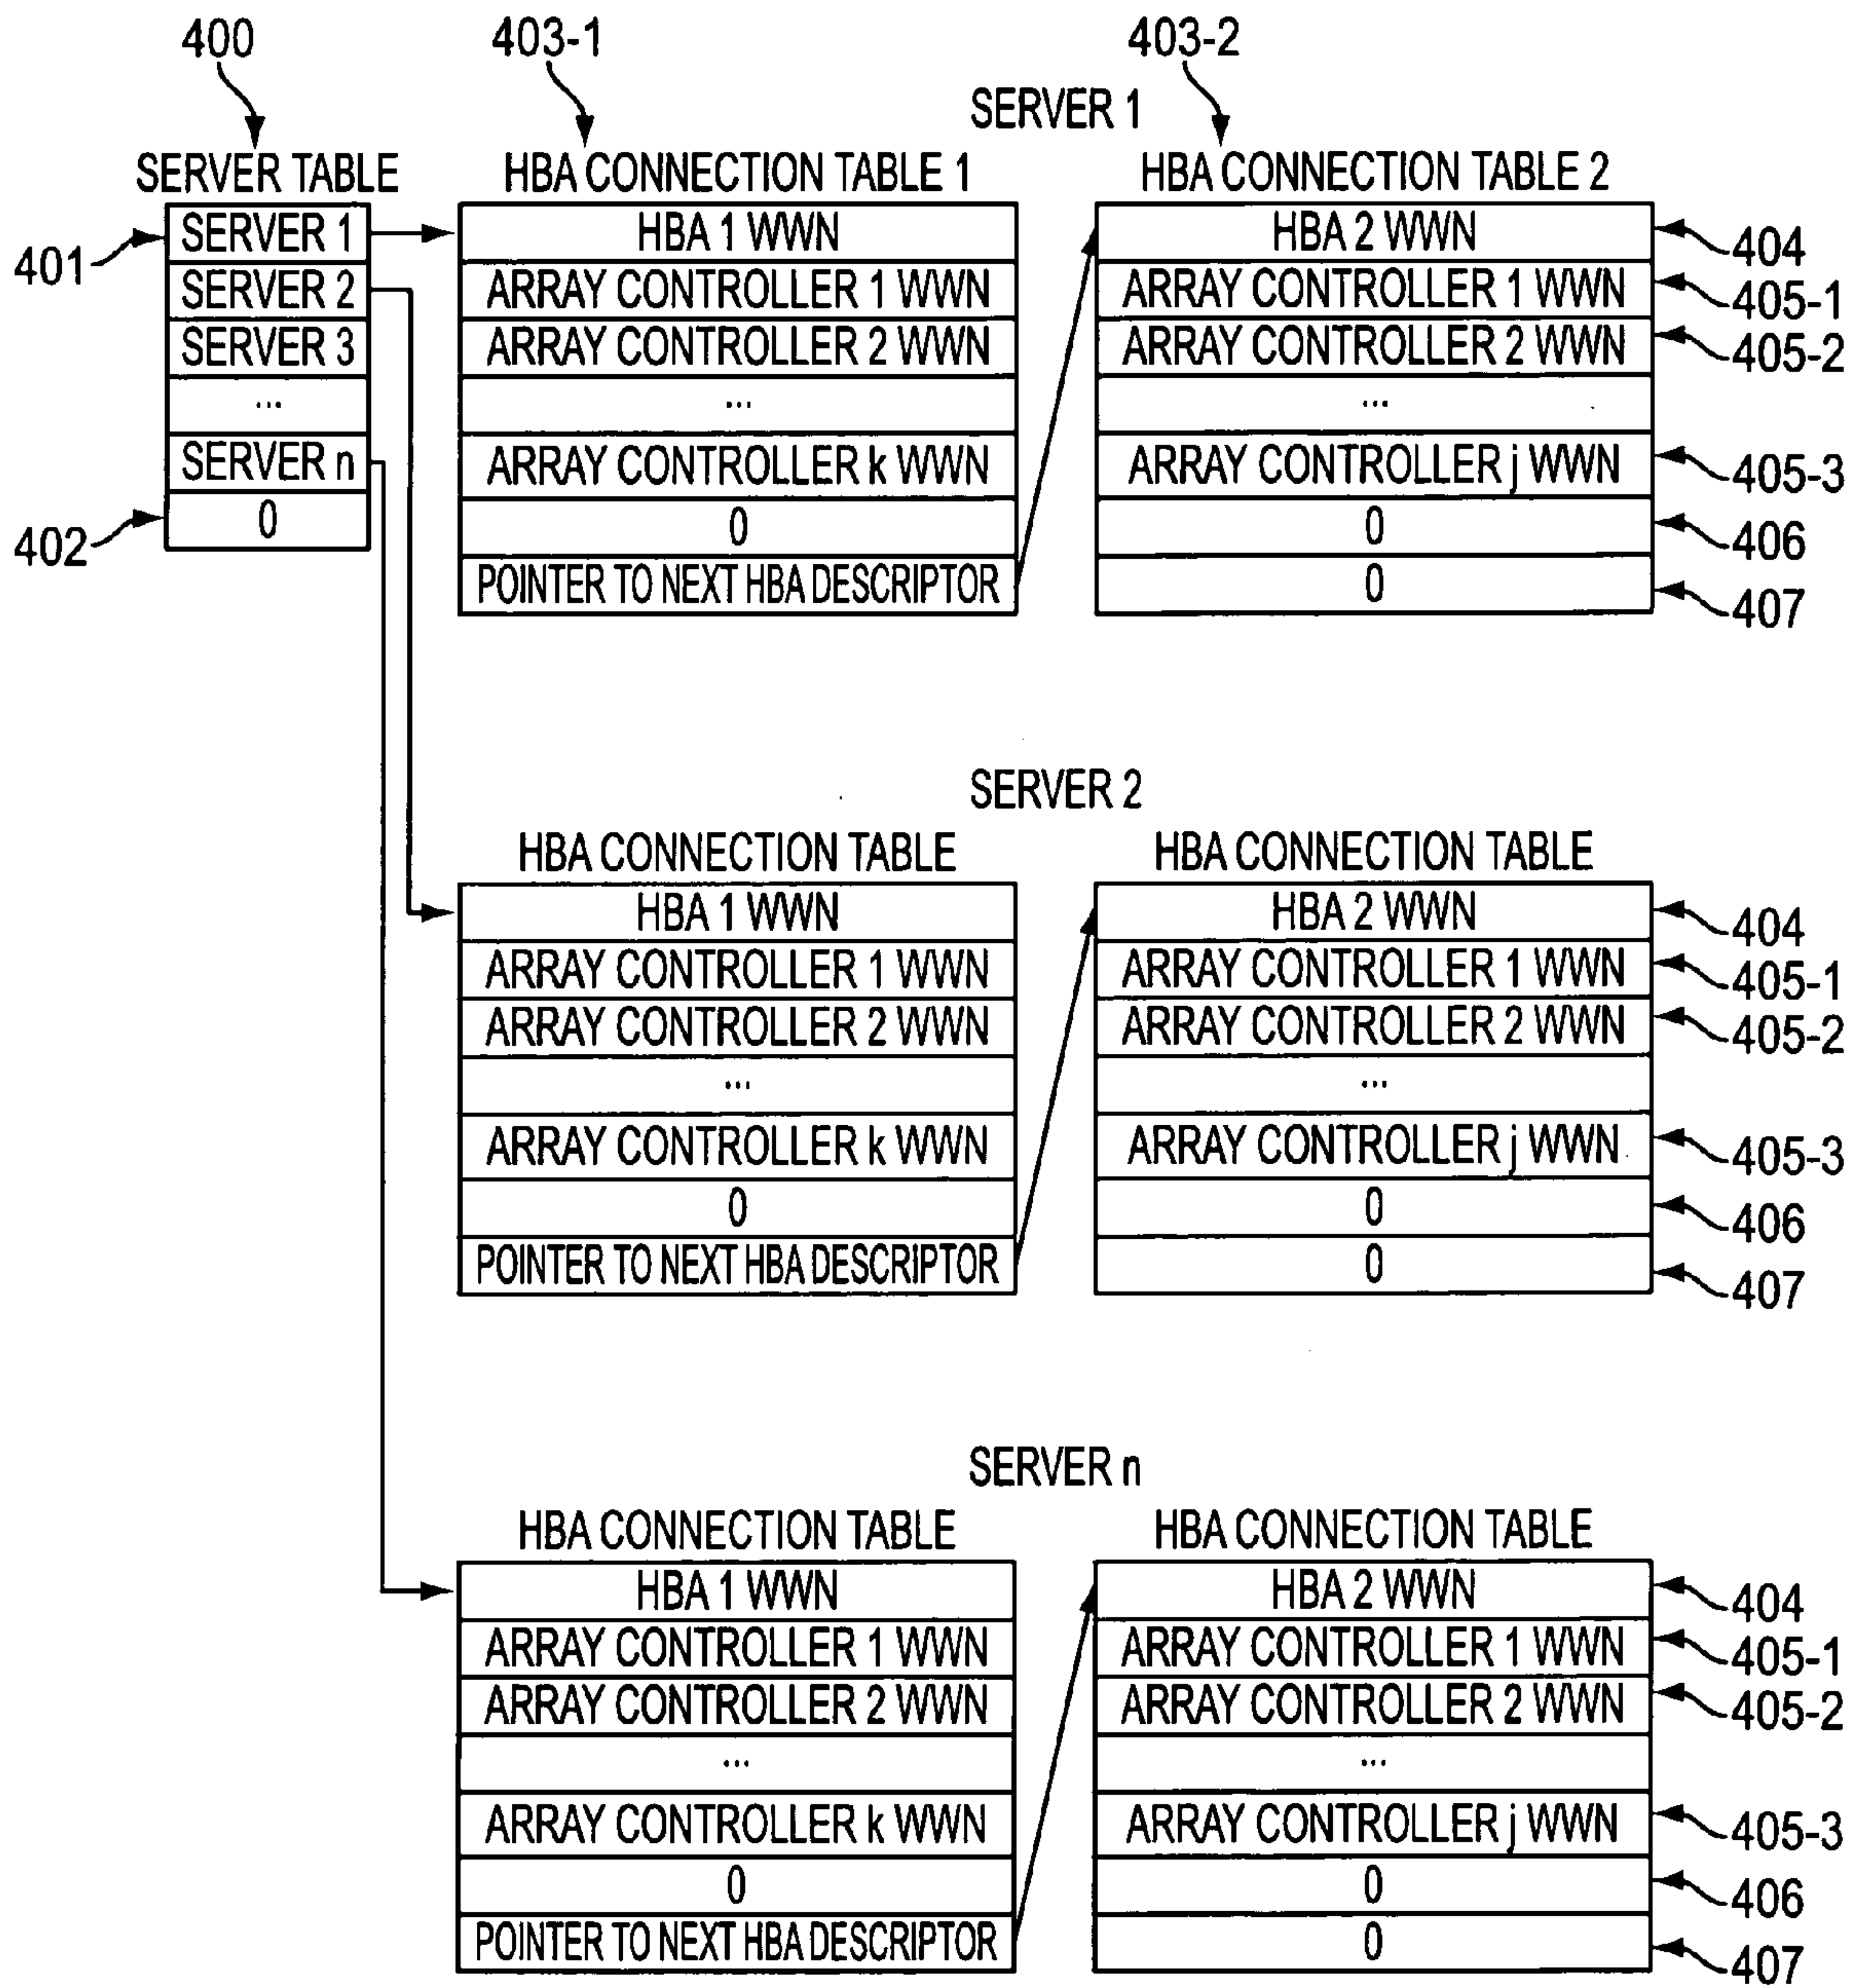 400
403-1
403-2
SERVER 1
SERVER TABLE
HBA CONNECTION TABLE 1
HBA CONNECTION TABLE 2
401
SERVER 1
SERVER 2
SERVER 3
...
SERVER n
0
402
HBA 1 WWN
ARRAY CONTROLLER 1 WWN
ARRAY CONTROLLER 2 WWN
...
ARRAY CONTROLLER k WWN
0
POINTER TO NEXT HBA DESCRIPTOR
HBA 2 WWN
ARRAY CONTROLLER 1 WWN
ARRAY CONTROLLER 2 WWN
...
ARRAY CONTROLLER j WWN
0
0
404
405-1
405-2
405-3
406
407
SERVER 2
HBA CONNECTION TABLE
HBA 1 WWN
ARRAY CONTROLLER 1 WWN
ARRAY CONTROLLER 2 WWN
...
ARRAY CONTROLLER k WWN
0
POINTER TO NEXT HBA DESCRIPTOR
HBA CONNECTION TABLE
HBA 2 WWN
ARRAY CONTROLLER 1 WWN
ARRAY CONTROLLER 2 WWN
...
ARRAY CONTROLLER j WWN
0
0
404
405-1
405-2
405-3
406
407
SERVER n
HBA CONNECTION TABLE
HBA 1 WWN
ARRAY CONTROLLER 1 WWN
ARRAY CONTROLLER 2 WWN
...
ARRAY CONTROLLER k WWN
0
POINTER TO NEXT HBA DESCRIPTOR
HBA CONNECTION TABLE
HBA 2 WWN
ARRAY CONTROLLER 1 WWN
ARRAY CONTROLLER 2 WWN
...
ARRAY CONTROLLER j WWN
0
0
404
405-1
405-2
405-3
406
407